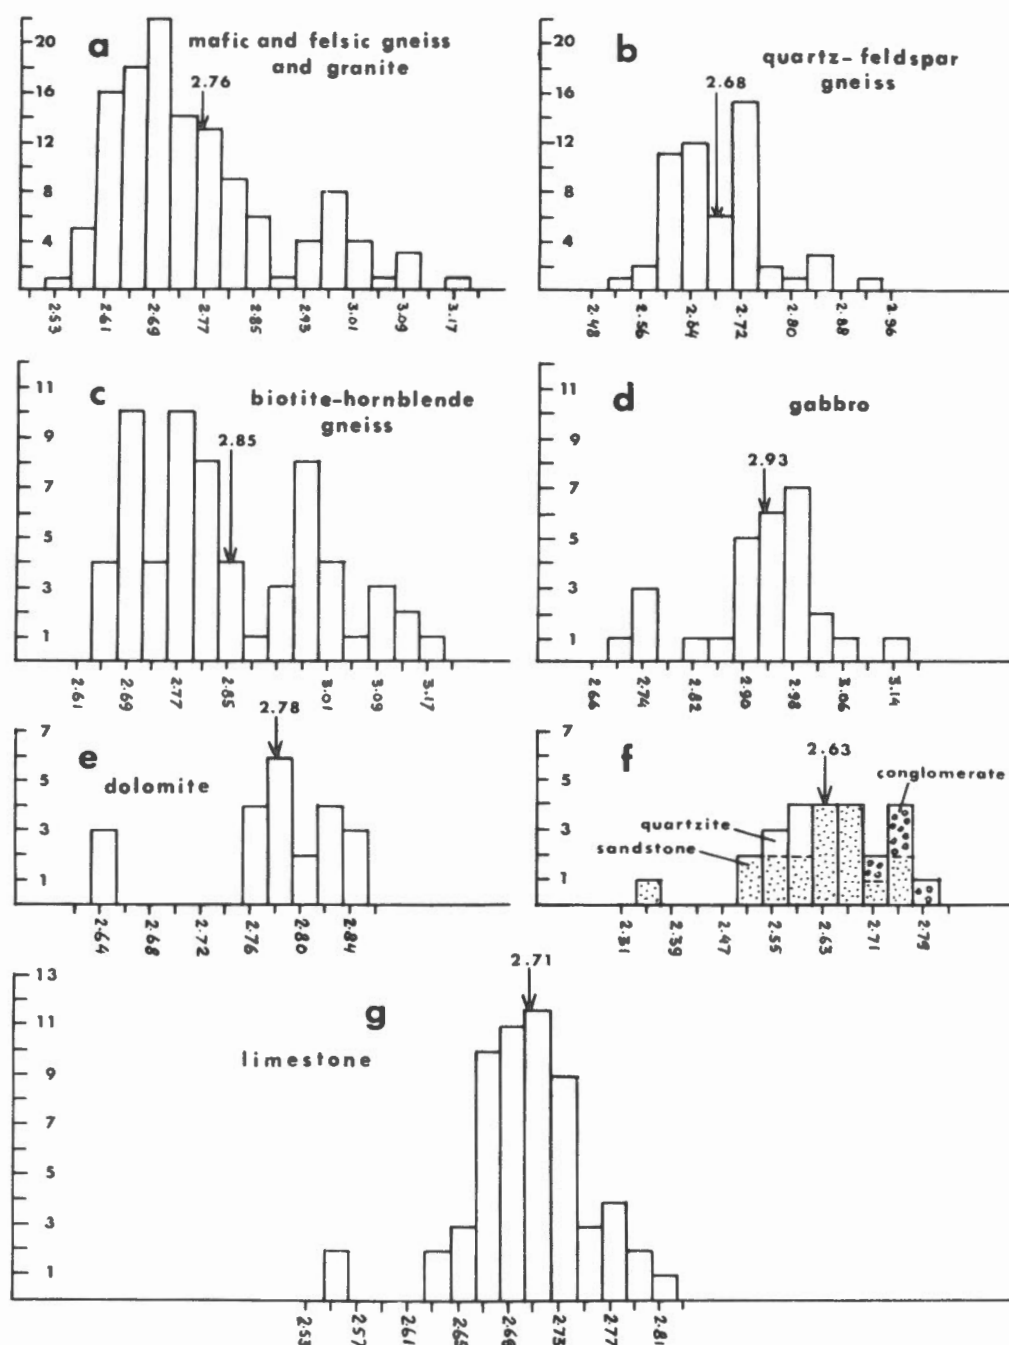 a
mafic and felsic gneiss
and granite
2.76
20
16
12
8
4
2.53 2.61 2.69 2.77 2.85 2.93 3.01 3.09 3.17
b
quartz-feldspar
gneiss
2.68
20
16
12
8
4
2.48 2.56 2.64 2.72 2.80 2.88 2.96
c
biotite-hornblende
gneiss
2.85
11
9
7
5
3
1
2.61 2.69 2.77 2.85 3.01 3.09 3.17
d
gabbro
2.93
11
9
7
5
3
1
2.66 2.74 2.82 2.90 2.98 3.06 3.14
e
dolomite
2.78
7
5
3
1
2.64 2.68 2.72 2.76 2.80 2.84
f
2.63
conglomerate
quartzite
sandstone
7
5
3
1
2.31 2.39 2.47 2.55 2.63 2.71 2.79
g
limestone
2.71
13
11
9
7
5
3
1
2.53 2.57 2.61 2.65 2.73 2.77 2.81